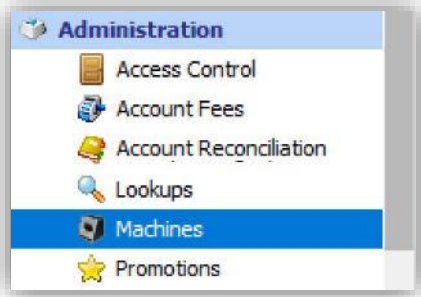 Administration
Access Control
Account Fees
Account Reconciliation
Lookups
Machines
Promotions